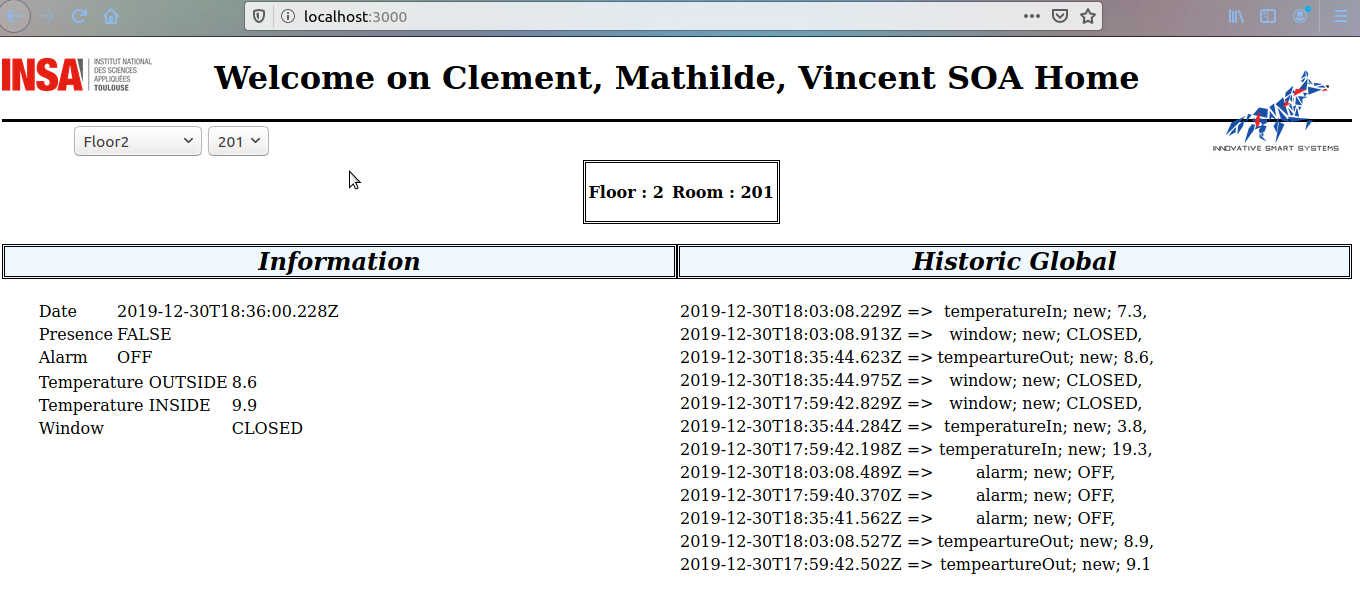 localhost:3000
INSA INSTITUT NATIONAL
DES SCIENCES
APPLIQUÉES
TOULOUSE
Welcome on Clement, Mathilde, Vincent SOA Home
INNOVATIVE SMART SYSTEMS
Floor2 201
Floor : 2 Room : 201
Information
Date 2019-12-30T18:36:00.228Z
Presence FALSE
Alarm OFF
Temperature OUTSIDE 8.6
Temperature INSIDE 9.9
Window CLOSED
Historic Global
2019-12-30T18:03:08.229Z => temperatureIn; new; 7.3,
2019-12-30T18:03:08.913Z => window; new; CLOSED,
2019-12-30T18:35:44.623Z => tempeartureOut; new; 8.6,
2019-12-30T18:35:44.975Z => window; new; CLOSED,
2019-12-30T17:59:42.829Z => window; new; CLOSED,
2019-12-30T18:35:44.284Z => temperatureIn; new; 3.8,
2019-12-30T17:59:42.198Z => temperatureIn; new; 19.3,
2019-12-30T18:03:08.489Z => alarm; new; OFF,
2019-12-30T17:59:40.370Z => alarm; new; OFF,
2019-12-30T18:35:41.562Z => alarm; new; OFF,
2019-12-30T18:03:08.527Z => tempeartureOut; new; 8.9,
2019-12-30T17:59:42.502Z => tempeartureOut; new; 9.1